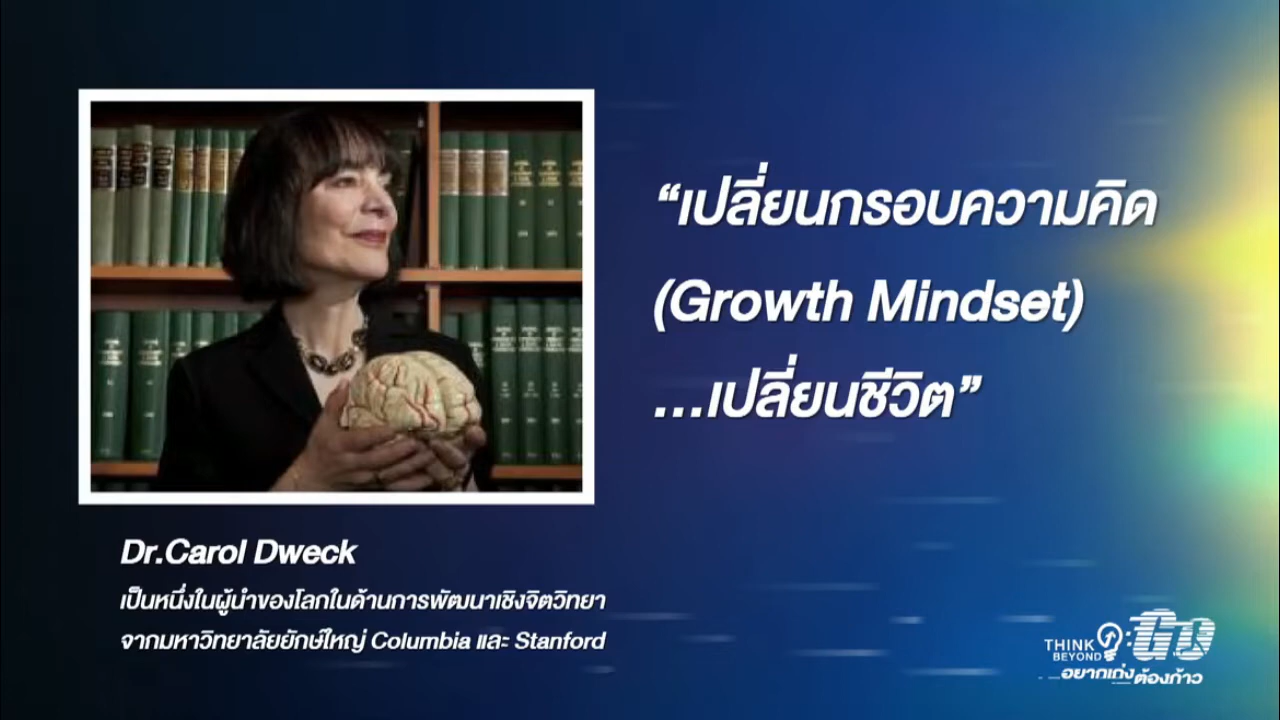 “เปลี่ยนกรอบความคิด
(Growth Mindset)
...เปลี่ยนชีวิต”
Dr.Carol Dweck
เป็นหนึ่งในผู้นำของโลกในด้านการพัฒนาเชิงจิตวิทยา
จากมหาวิทยาลัยยักษ์ใหญ่ Columbia และ Stanford
THINK
BEYOND
อยากเก่ง ต้องก้าว